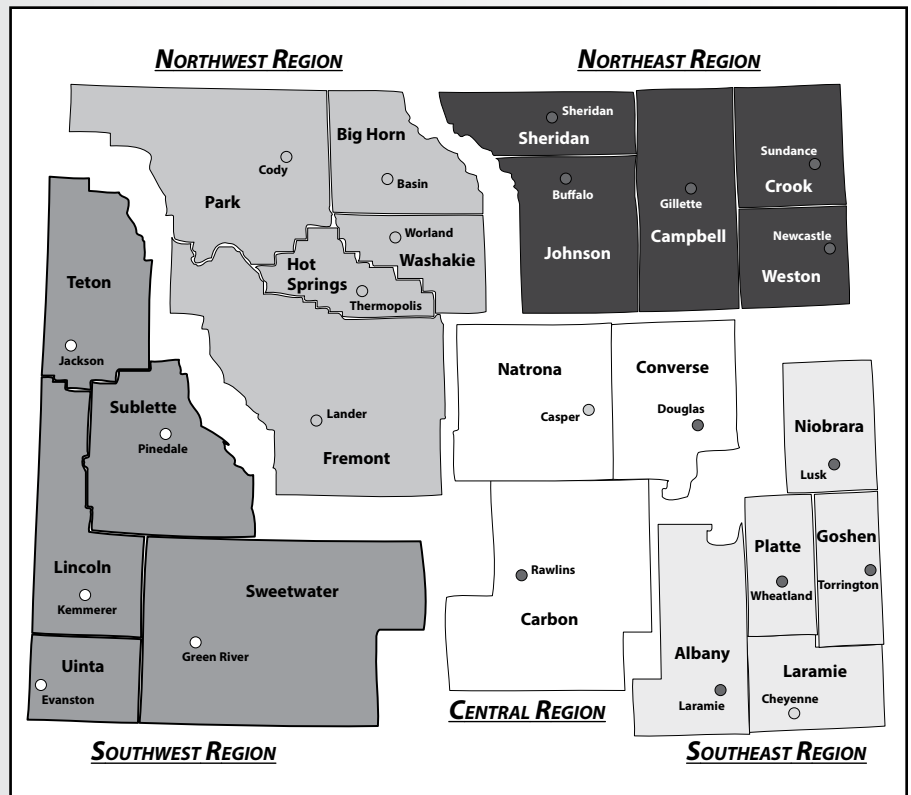 NORTHWEST REGION
NORTHEAST REGION
Park
Cody
Big Horn
Basin
Worland
Washakie
Hot
Springs
Thermopolis
Lander
Fremont
Sheridan
Sheridan
Buffalo
Johnson
Gillette
Campbell
Sundance
Crook
Newcastle
Weston
Teton
Jackson
Sublette
Pinedale
Lincoln
Kemmerer
Uinta
Evanston
Sweetwater
Green River
SOUTHWEST REGION
Natrona
Casper
Converse
Douglas
Rawlins
Carbon
CENTRAL REGION
Niobrara
Lusk
Platte
Wheatland
Goshen
Torrington
Albany
Laramie
Laramie
Cheyenne
SOUTHEAST REGION